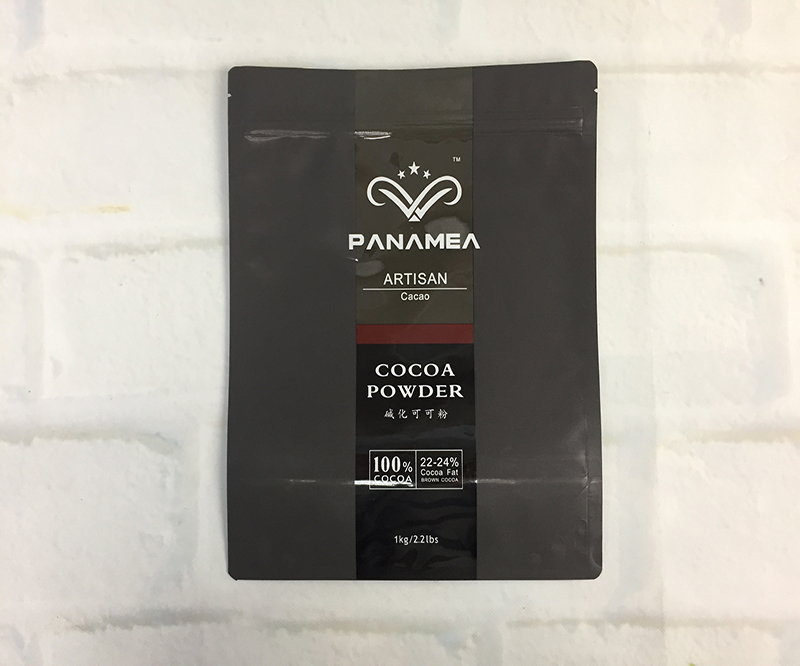 TM
PANAMEA
ARTISAN
Cacao
COCOA
POWDER
碱化可可粉
100%
COCOA
22-24%
Cocoa Fat
BROWN COCOA
1kg/2.2lbs